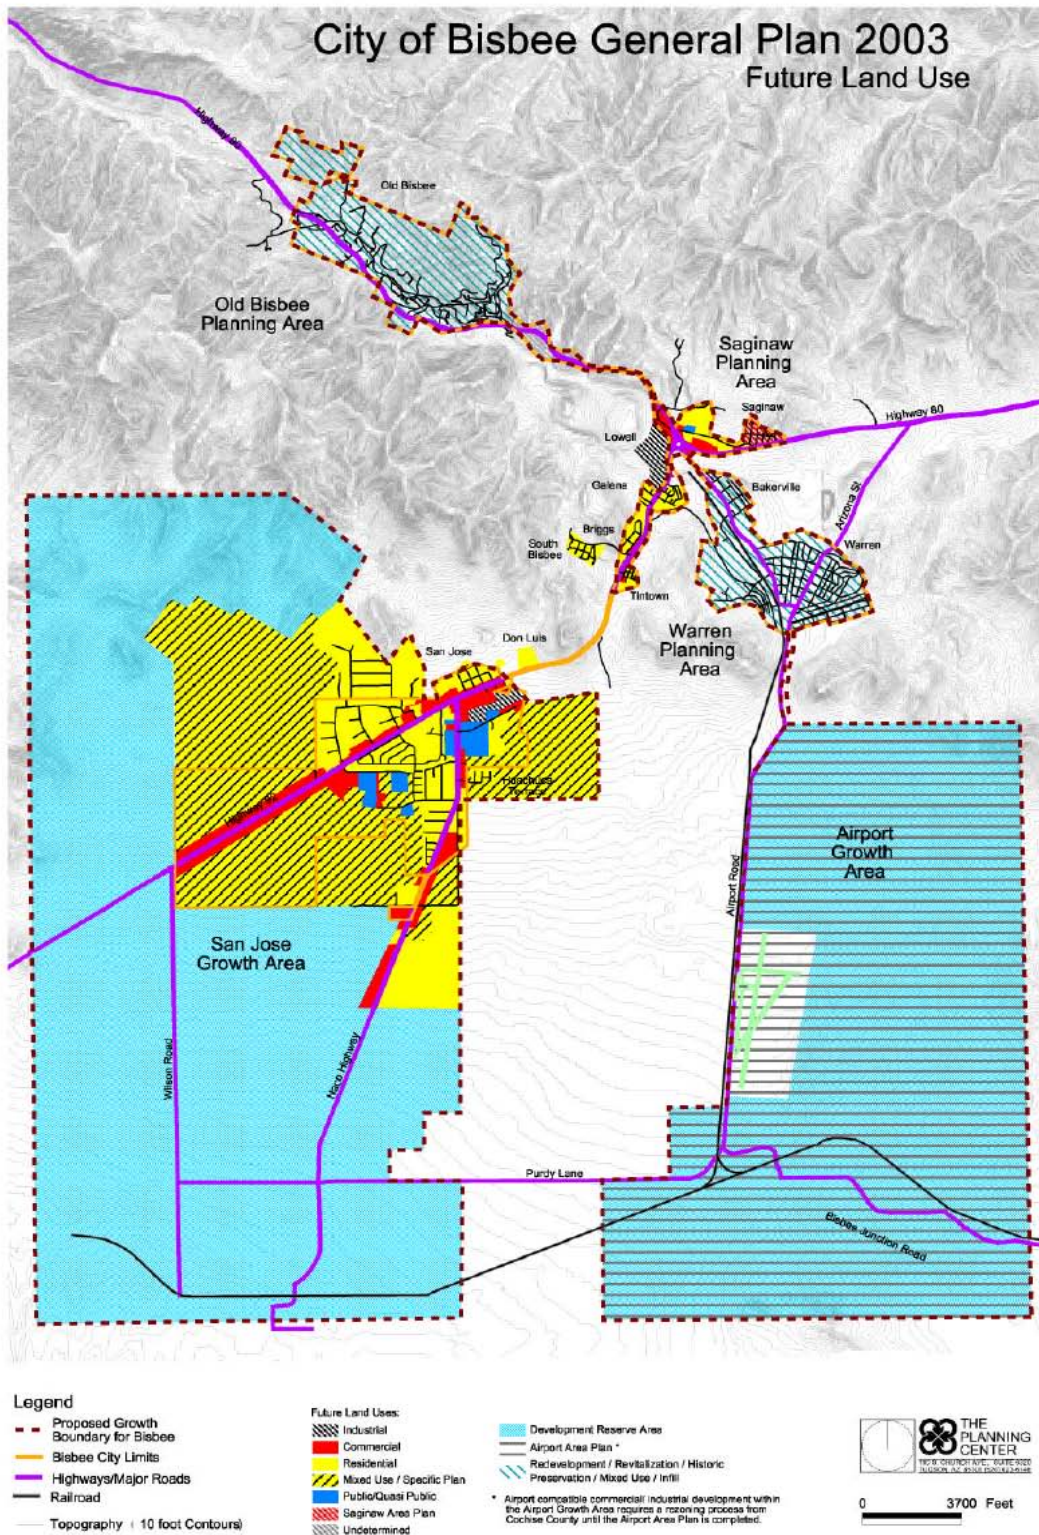 City of Bisbee General Plan 2003
Future Land Use
Old Bisbee
Old Bisbee
Planning Area
Saginaw
Planning
Area
Saginaw
Highway 80
Lowell
Galena
Bakerville
Arizona St
Briggs
South
Bisbee
Warren
Tintown
Don Luis
San Jose
Warren
Planning
Area
Terrace
Highway 92
Airport
Growth
Area
Airport Road
San Jose
Growth Area
Wilson Road
Naco Highway
Purdy Lane
Bisbee Junction Road
Legend
Proposed Growth
Boundary for Bisbee
Bisbee City Limits
Highways/Major Roads
Railroad
Topography ( 10 foot Contours)
Future Land Uses:
Industrial
Commercial
Residential
Mixed Use / Specific Plan
Public/Quasi Public
Saginaw Area Plan
Undetermined
Development Reserve Area
Airport Area Plan *
Redevelopment / Revitalization / Historic
Preservation / Mixed Use / Infill
* Airport compatible commercial/ industrial development within
the Airport Growth Area requires a rezoning process from
Cochise County until the Airport Area Plan is completed.
THE
PLANNING
CENTER
0 3700 Feet